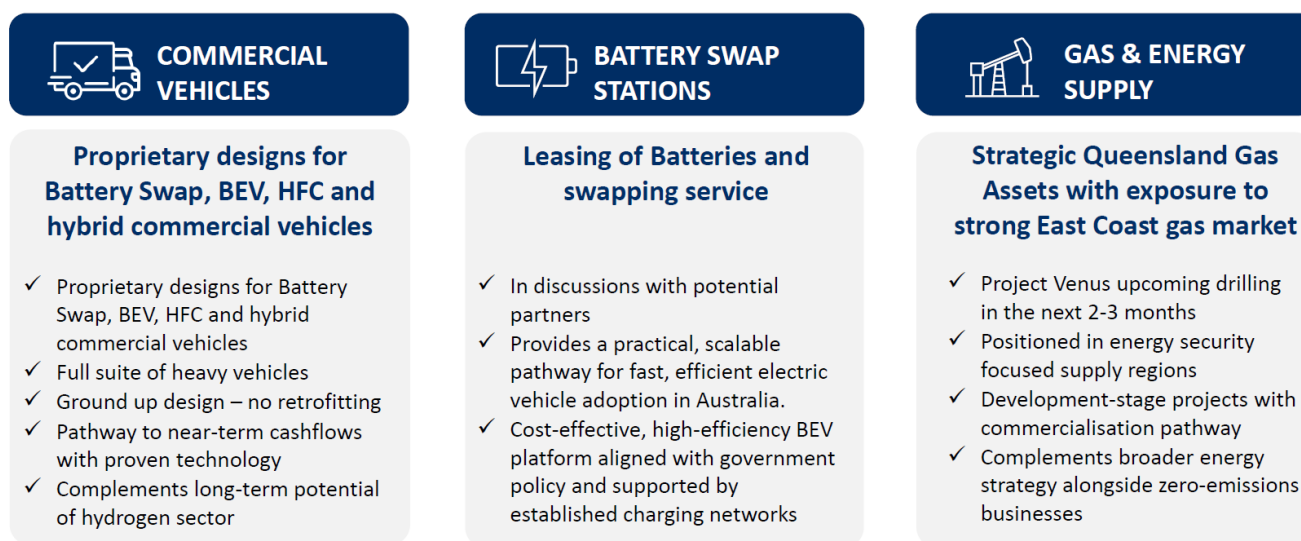 COMMERCIAL
VEHICLES
Proprietary designs for
Battery Swap, BEV, HFC and
hybrid commercial vehicles
✓ Proprietary designs for Battery
Swap, BEV, HFC and hybrid
commercial vehicles
✓ Full suite of heavy vehicles
✓ Ground up design – no retrofitting
✓ Pathway to near-term cashflows
with proven technology
✓ Complements long-term potential
of hydrogen sector
BATTERY SWAP
STATIONS
Leasing of Batteries and
swapping service
✓ In discussions with potential
partners
✓ Provides a practical, scalable
pathway for fast, efficient electric
vehicle adoption in Australia.
✓ Cost-effective, high-efficiency BEV
platform aligned with government
policy and supported by
established charging networks
GAS & ENERGY
SUPPLY
Strategic Queensland Gas
Assets with exposure to
strong East Coast gas market
✓ Project Venus upcoming drilling
in the next 2-3 months
✓ Positioned in energy security
focused supply regions
✓ Development-stage projects with
commercialisation pathway
✓ Complements broader energy
strategy alongside zero-emissions
businesses